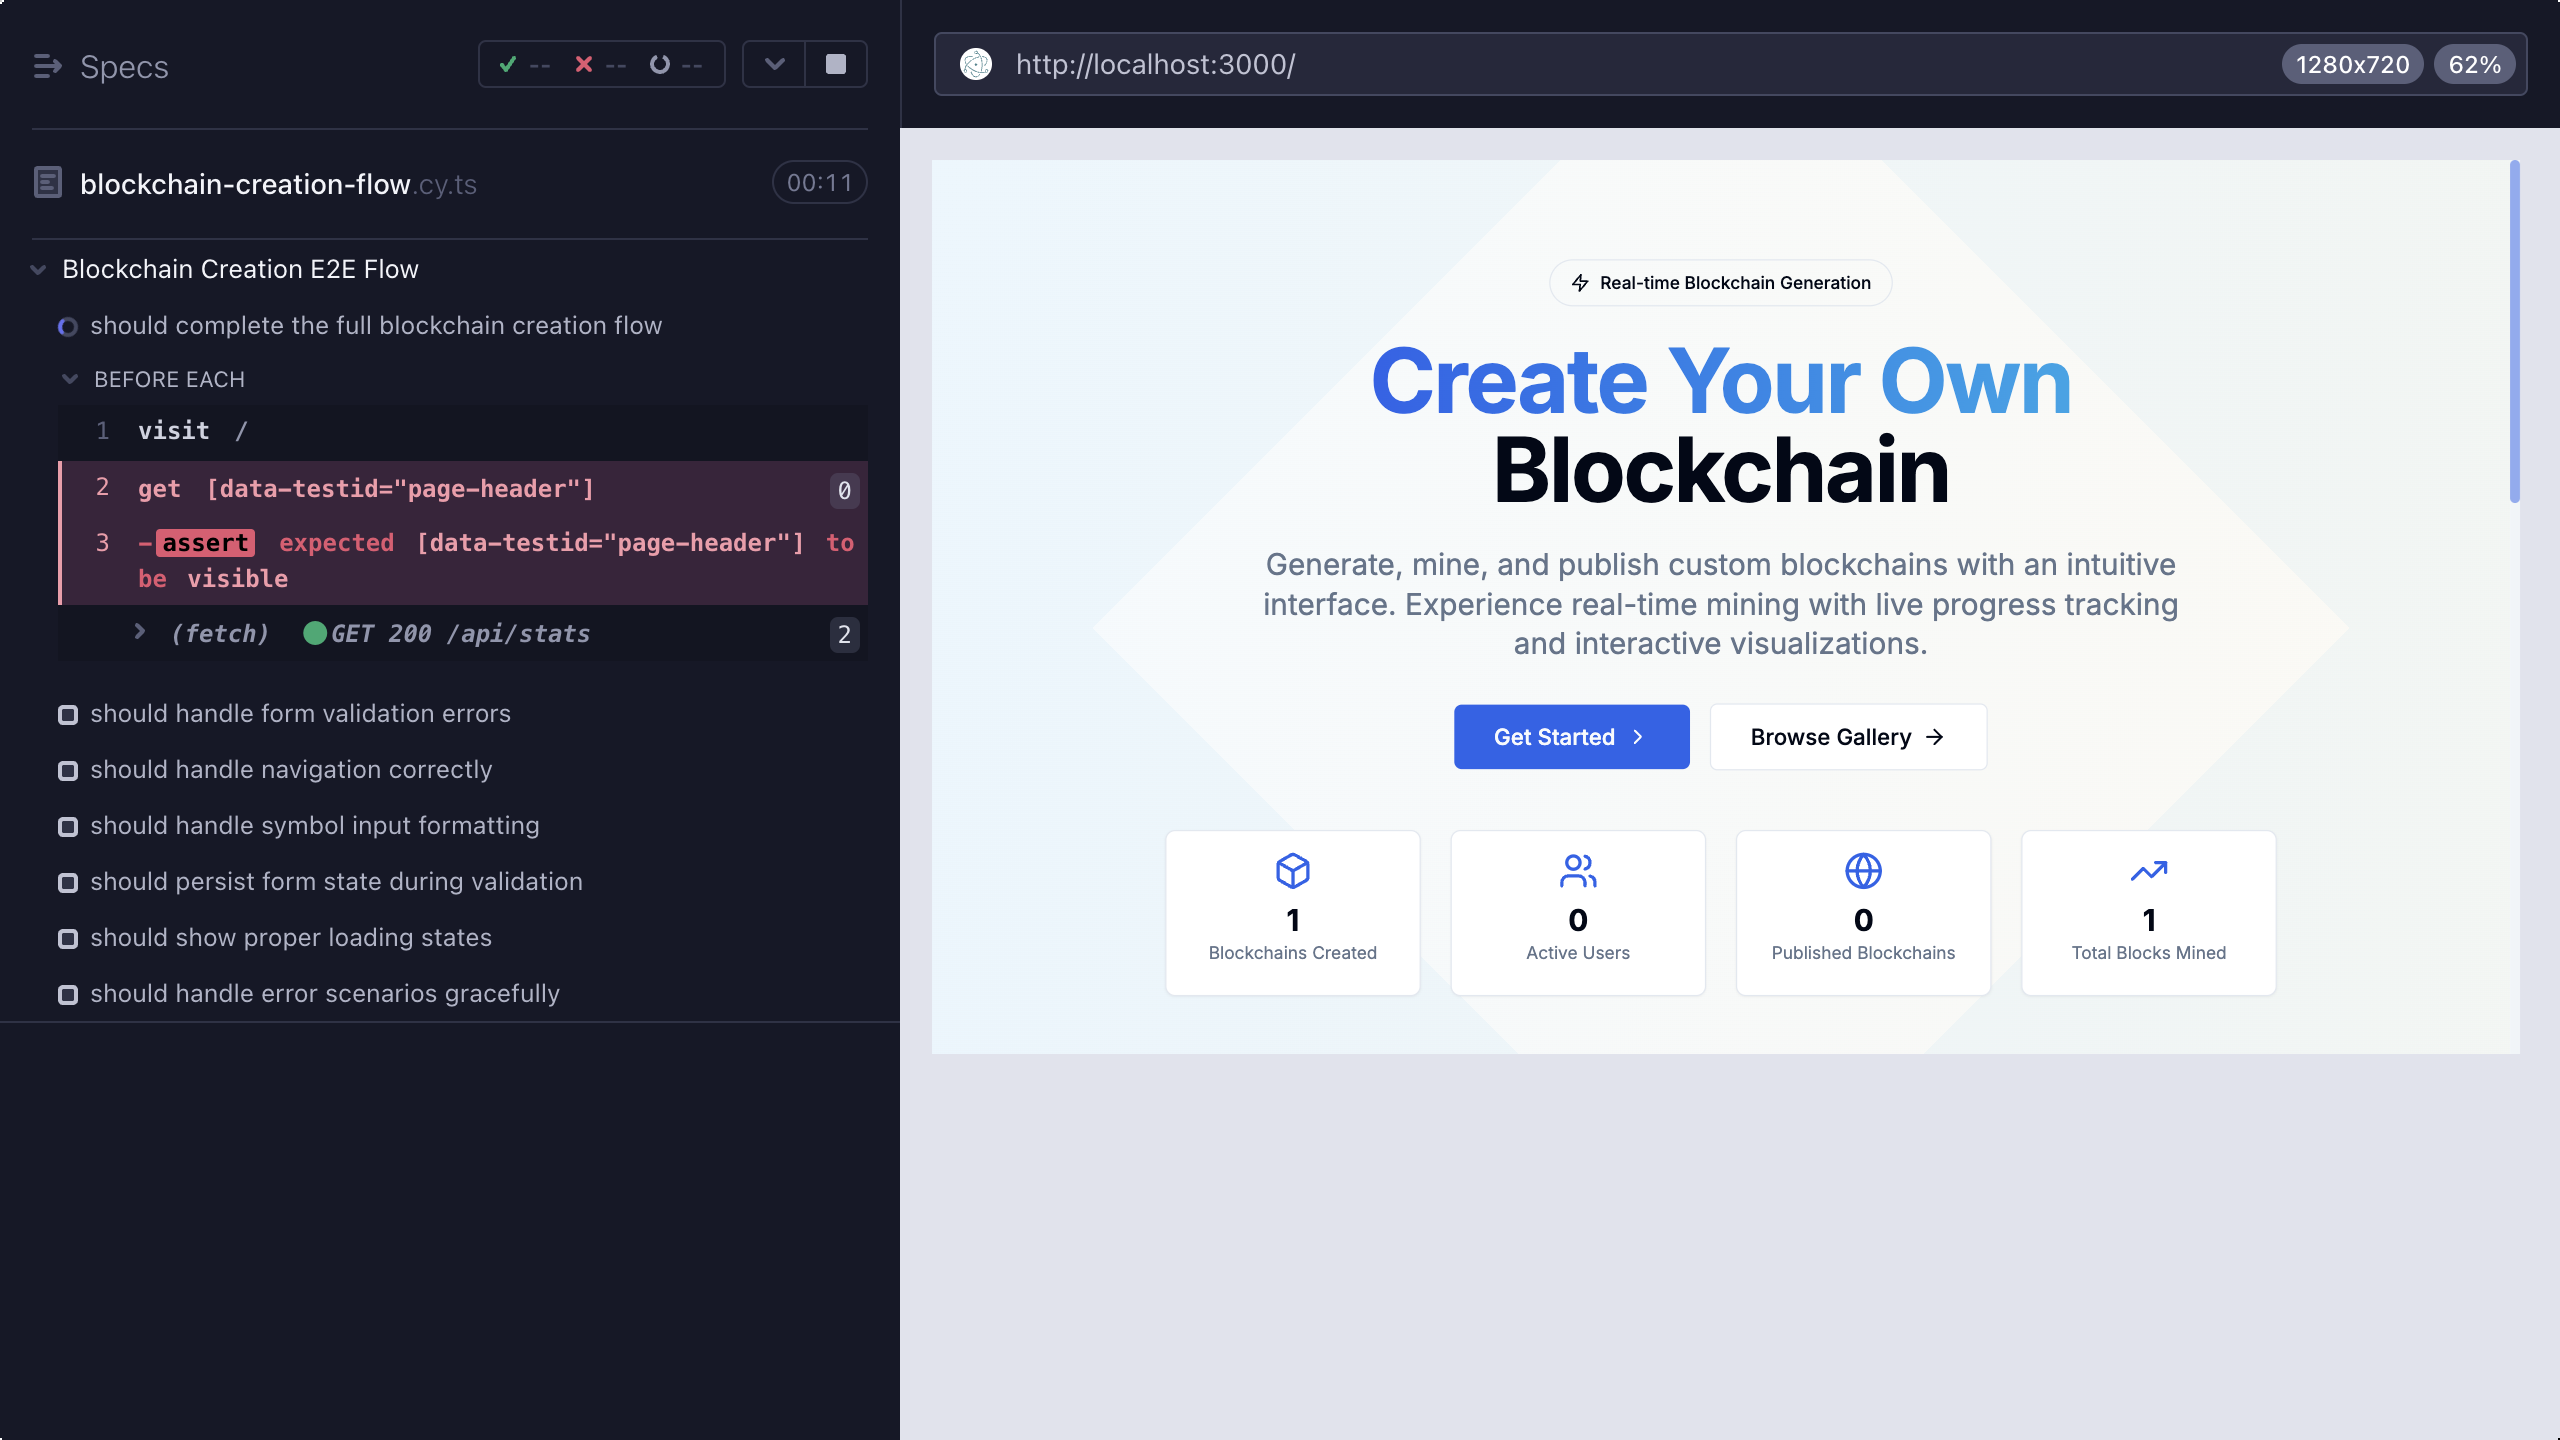 Specs
-- -- --
http://localhost:3000/
1280x720
62%
blockchain-creation-flow.cy.ts
00:11
Blockchain Creation E2E Flow
should complete the full blockchain creation flow
BEFORE EACH
1 visit /
2 get [data-testid="page-header"] 0
3 -assert expected [data-testid="page-header"] to
be visible
(fetch) GET 200 /api/stats 2
should handle form validation errors
should handle navigation correctly
should handle symbol input formatting
should persist form state during validation
should show proper loading states
should handle error scenarios gracefully
Real-time Blockchain Generation
Create Your Own
Blockchain
Generate, mine, and publish custom blockchains with an intuitive
interface. Experience real-time mining with live progress tracking
and interactive visualizations.
Get Started
Browse Gallery
1
Blockchains Created
0
Active Users
0
Published Blockchains
1
Total Blocks Mined